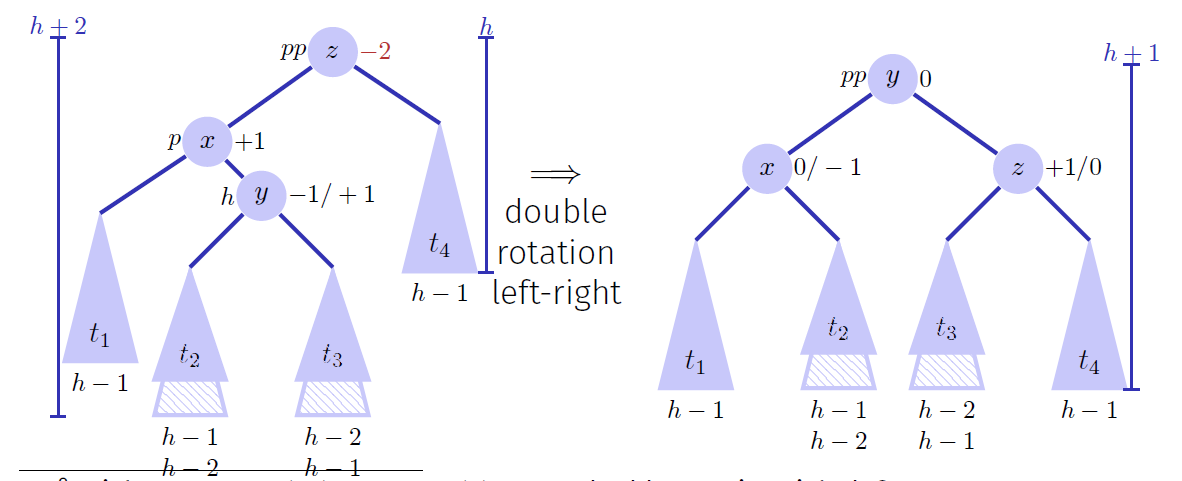 h + 2
pp z −2
h
p x +1
h y −1/ + 1
t1
h − 1
t2
h − 1
h − 2
t3
h − 2
h − 1
t4
h − 1
⟹
double
rotation
left-right
h + 1
pp y 0
x 0/ − 1
z +1/0
t1
h − 1
t2
h − 1
h − 2
t3
h − 2
h − 1
t4
h − 1